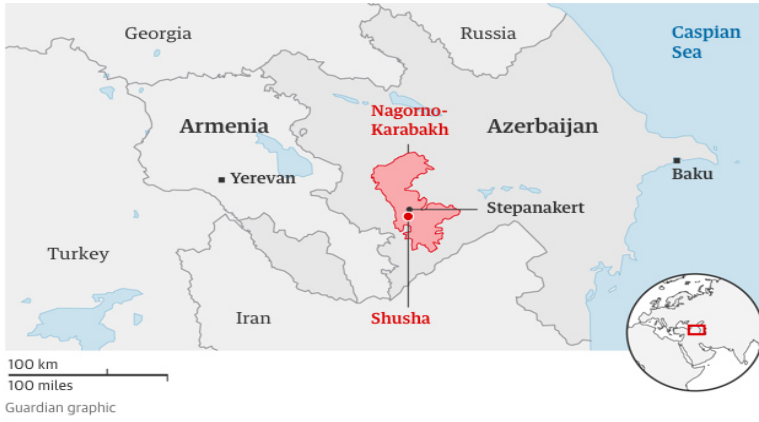 Georgia
Russia
Caspian
Sea
Nagorno-
Karabakh
Armenia
Azerbaijan
Yerevan
Baku
Stepanakert
Turkey
Iran
Shusha
100 km
100 miles
Guardian graphic